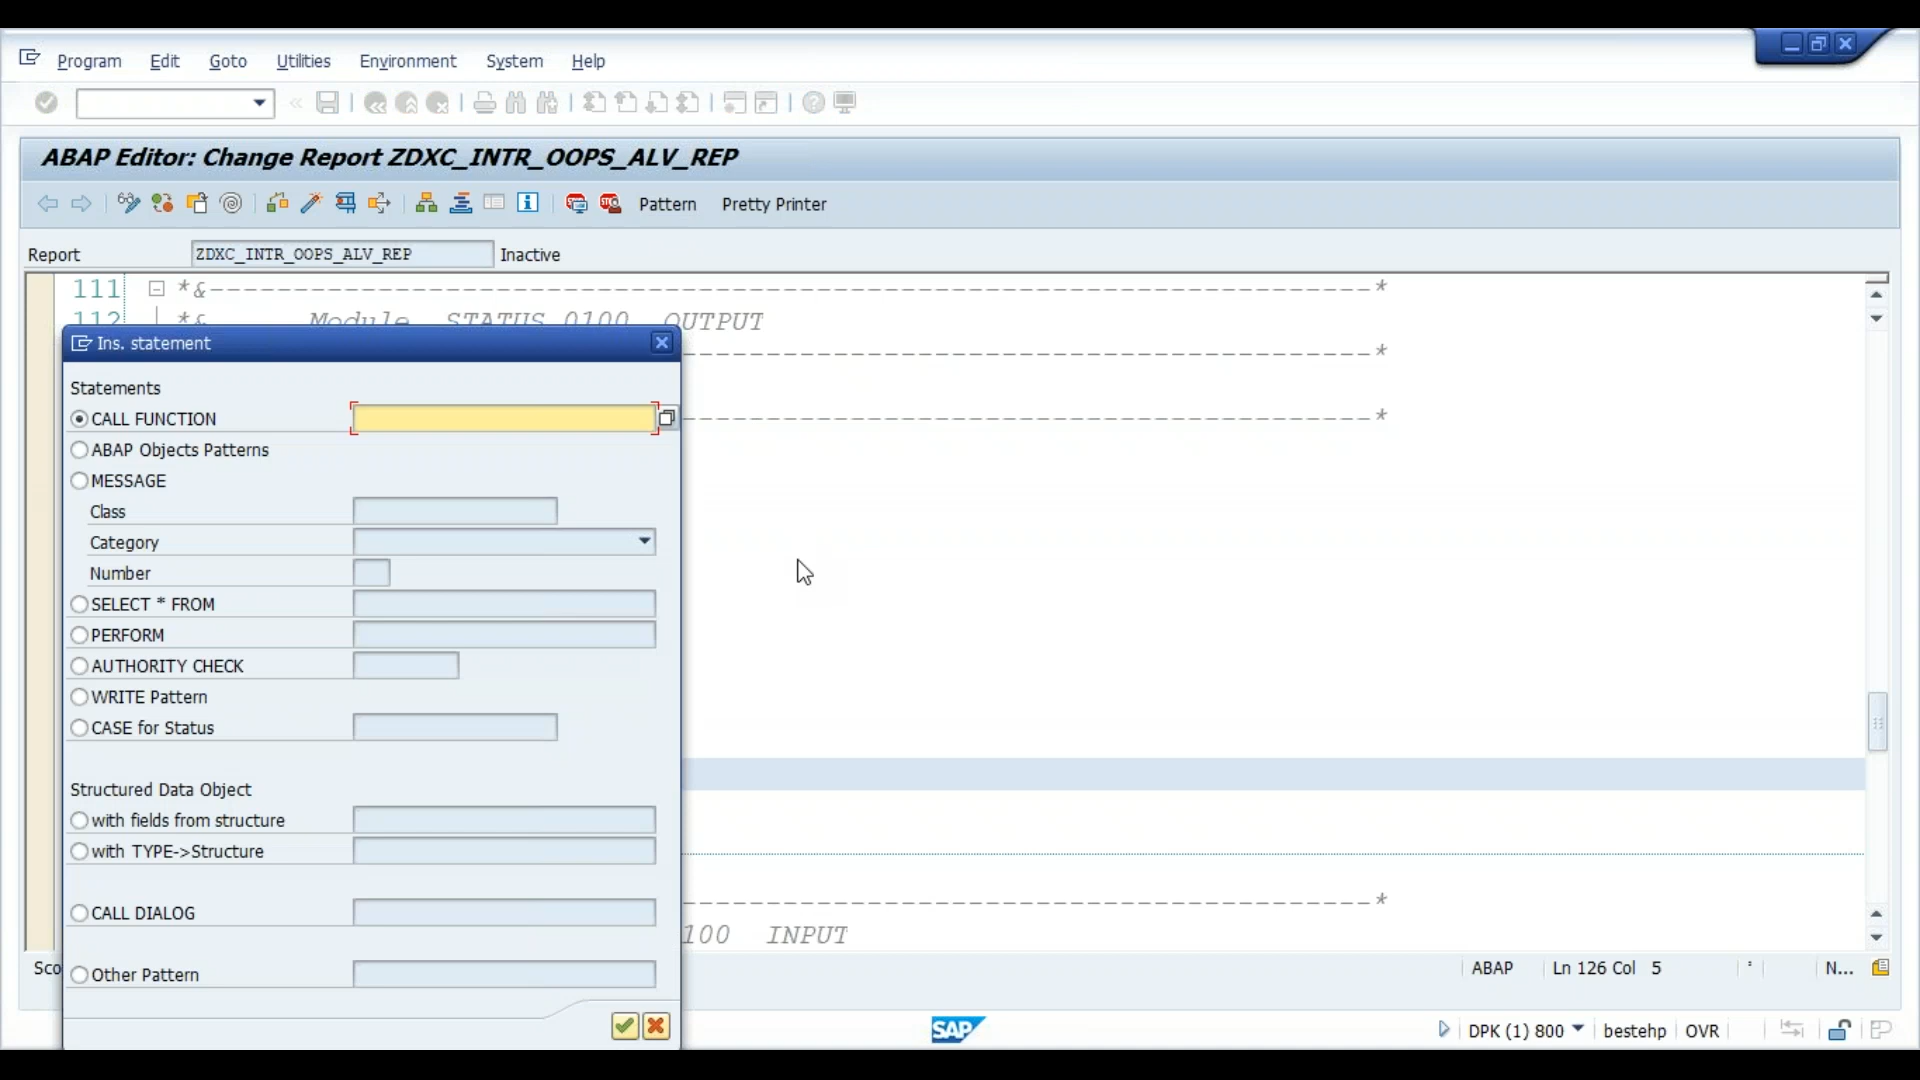 Program Edit Goto Utilities Environment System Help
ABAP Editor: Change Report ZDXC_INTR_OOPS_ALV_REP
Pattern Pretty Printer
Report ZDXC_INTR_OOPS_ALV_REP Inactive
111 *&---------------------------------------------------------------------*
112 *& Module STATUS_0100 OUTPUT
Ins. statement
Statements
CALL FUNCTION
ABAP Objects Patterns
MESSAGE
Class
Category
Number
SELECT * FROM
PERFORM
AUTHORITY CHECK
WRITE Pattern
CASE for Status
Structured Data Object
with fields from structure
with TYPE->Structure
CALL DIALOG
100 INPUT
Other Pattern
Sco
ABAP Ln 126 Col 5 N...
SAP DPK (1) 800 bestehp OVR